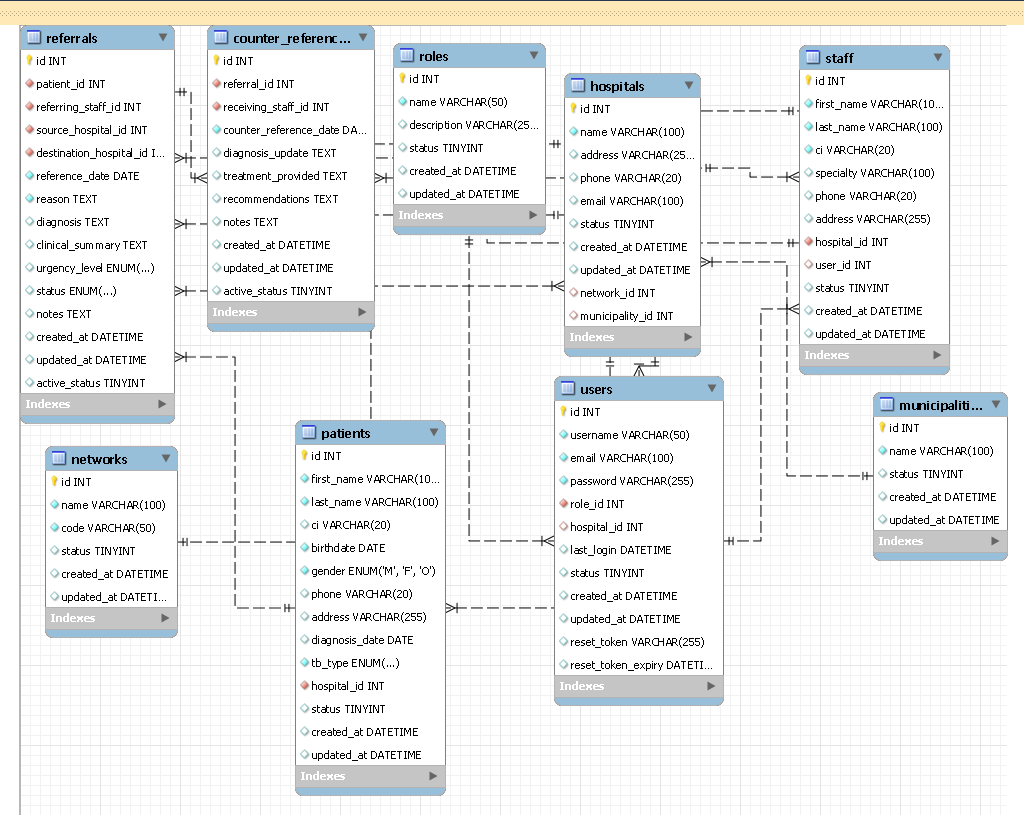 referrals
id INT
patient_id INT
referring_staff_id INT
source_hospital_id INT
destination_hospital_id I...
reference_date DATE
reason TEXT
diagnosis TEXT
clinical_summary TEXT
urgency_level ENUM(...)
status ENUM(...)
notes TEXT
created_at DATETIME
updated_at DATETIME
active_status TINYINT
Indexes
counter_referenc...
id INT
referral_id INT
receiving_staff_id INT
counter_reference_date DA...
diagnosis_update TEXT
treatment_provided TEXT
recommendations TEXT
notes TEXT
created_at DATETIME
updated_at DATETIME
active_status TINYINT
Indexes
roles
id INT
name VARCHAR(50)
description VARCHAR(25...
status TINYINT
created_at DATETIME
updated_at DATETIME
Indexes
hospitals
id INT
name VARCHAR(100)
address VARCHAR(25...
phone VARCHAR(20)
email VARCHAR(100)
status TINYINT
created_at DATETIME
updated_at DATETIME
network_id INT
municipality_id INT
Indexes
staff
id INT
first_name VARCHAR(10...
last_name VARCHAR(100)
ci VARCHAR(20)
specialty VARCHAR(100)
phone VARCHAR(20)
address VARCHAR(255)
hospital_id INT
user_id INT
status TINYINT
created_at DATETIME
updated_at DATETIME
Indexes
networks
id INT
name VARCHAR(100)
code VARCHAR(50)
status TINYINT
created_at DATETIME
updated_at DATETI...
Indexes
patients
id INT
first_name VARCHAR(10...
last_name VARCHAR(100)
ci VARCHAR(20)
birthdate DATE
gender ENUM('M', 'F', 'O')
phone VARCHAR(20)
address VARCHAR(255)
diagnosis_date DATE
tb_type ENUM(...)
hospital_id INT
status TINYINT
created_at DATETIME
updated_at DATETIME
Indexes
users
id INT
username VARCHAR(50)
email VARCHAR(100)
password VARCHAR(255)
role_id INT
hospital_id INT
last_login DATETIME
status TINYINT
created_at DATETIME
updated_at DATETIME
reset_token VARCHAR(255)
reset_token_expiry DATETI...
Indexes
municipaliti...
id INT
name VARCHAR(100)
status TINYINT
created_at DATETIME
updated_at DATETIME
Indexes